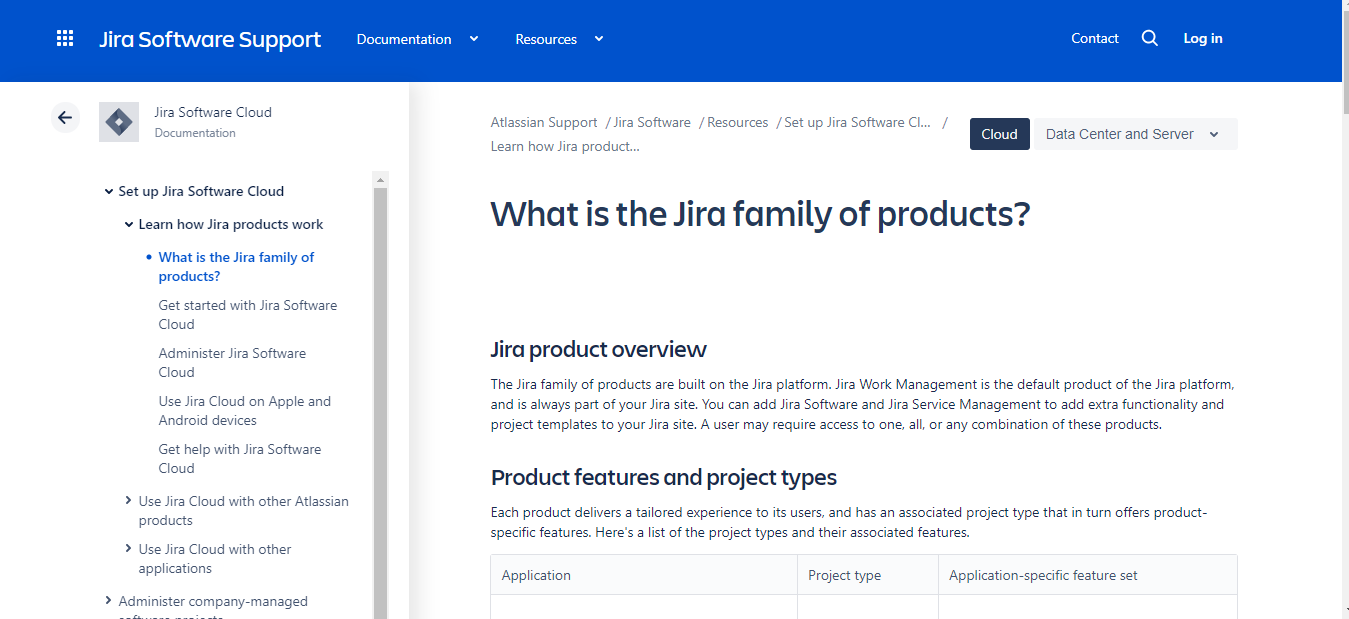 Jira Software Support
Documentation
Resources
Contact
Log in
Jira Software Cloud
Documentation
Set up Jira Software Cloud
Learn how Jira products work
What is the Jira family of
products?
Get started with Jira Software
Cloud
Administer Jira Software
Cloud
Use Jira Cloud on Apple and
Android devices
Get help with Jira Software
Cloud
Use Jira Cloud with other Atlassian
products
Use Jira Cloud with other
applications
Administer company-managed
software projects
Atlassian Support / Jira Software / Resources / Set up Jira Software Cl... /
Learn how Jira product...
Cloud
Data Center and Server
What is the Jira family of products?
Jira product overview
The Jira family of products are built on the Jira platform. Jira Work Management is the default product of the Jira platform,
and is always part of your Jira site. You can add Jira Software and Jira Service Management to add extra functionality and
project templates to your Jira site. A user may require access to one, all, or any combination of these products.
Product features and project types
Each product delivers a tailored experience to its users, and has an associated project type that in turn offers product-
specific features. Here's a list of the project types and their associated features.
Application
Project type
Application-specific feature set